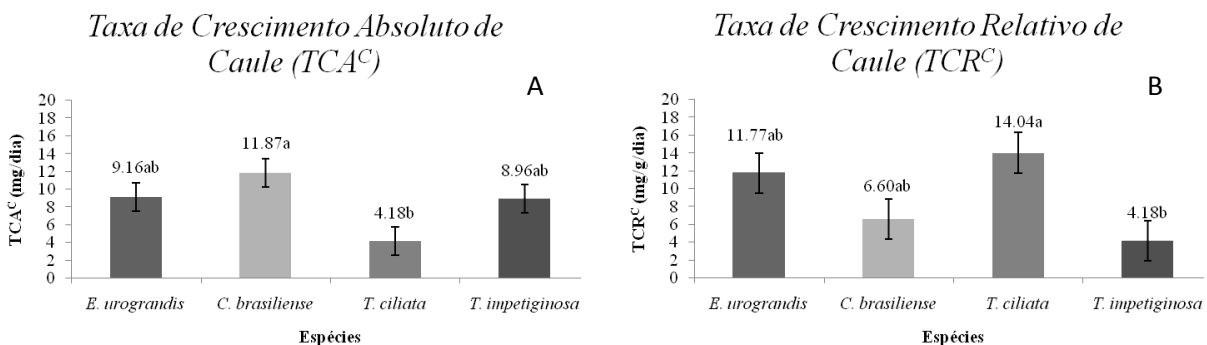 Taxa de Crescimento Absoluto de
Caule (TCA^C)
A
TCA^C (mg/dia)
20
18
16
14
12
10
8
6
4
2
0
9.16ab
11.87a
4.18b
8.96ab
E. urograndis
C. brasiliense
T. ciliata
T. impetiginosa
Espécies
Taxa de Crescimento Relativo de
Caule (TCR^C)
B
TCR^C (mg/g/dia)
20
18
16
14
12
10
8
6
4
2
0
11.77ab
6.60ab
14.04a
4.18b
E. urograndis
C. brasiliense
T. ciliata
T. impetiginosa
Espécies